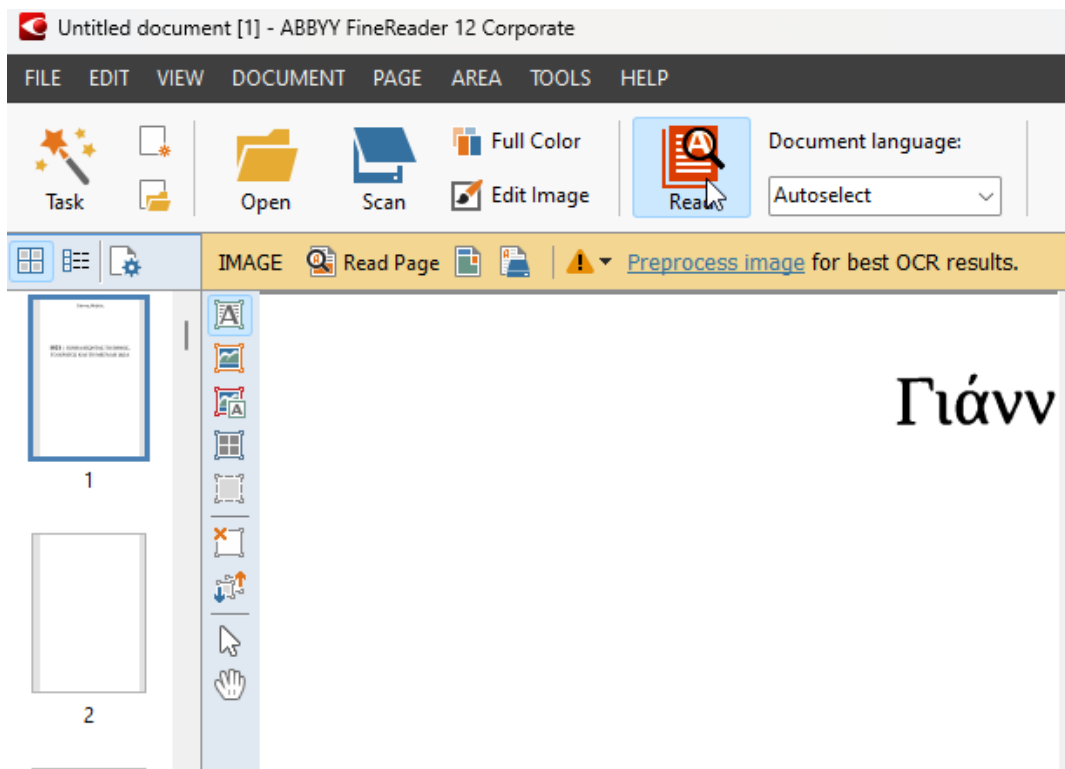 Untitled document [1] - ABBYY FineReader 12 Corporate
FILE EDIT VIEW DOCUMENT PAGE AREA TOOLS HELP
Task
Open
Scan
Full Color
Edit Image
Read
Document language:
Autoselect
IMAGE Read Page Preprocess image for best OCR results.
1
2
Γιάνν